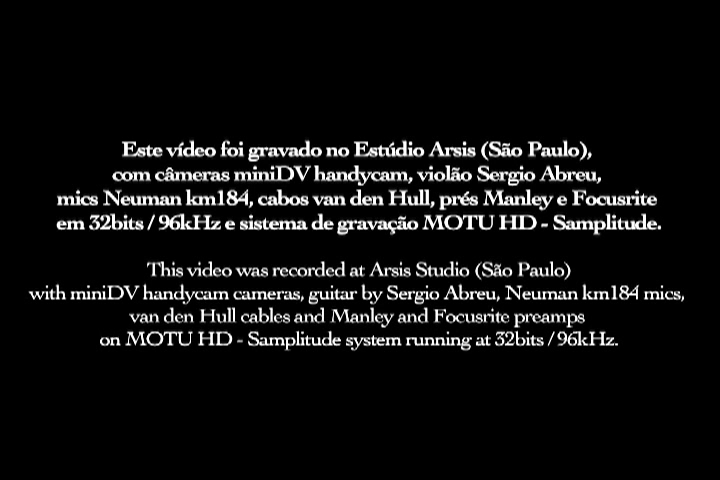 Este vídeo foi gravado no Estúdio Arsis (São Paulo),
com câmeras miniDV handycam, violão Sergio Abreu,
mics Neuman km184, cabos van den Hull, prés Manley e Focusrite
em 32bits / 96kHz e sistema de gravação MOTU HD - Samplitude.
This video was recorded at Arsis Studio (São Paulo)
with miniDV handycam cameras, guitar by Sergio Abreu, Neuman km184 mics,
van den Hull cables and Manley and Focusrite preamps
on MOTU HD - Samplitude system running at 32bits / 96kHz.